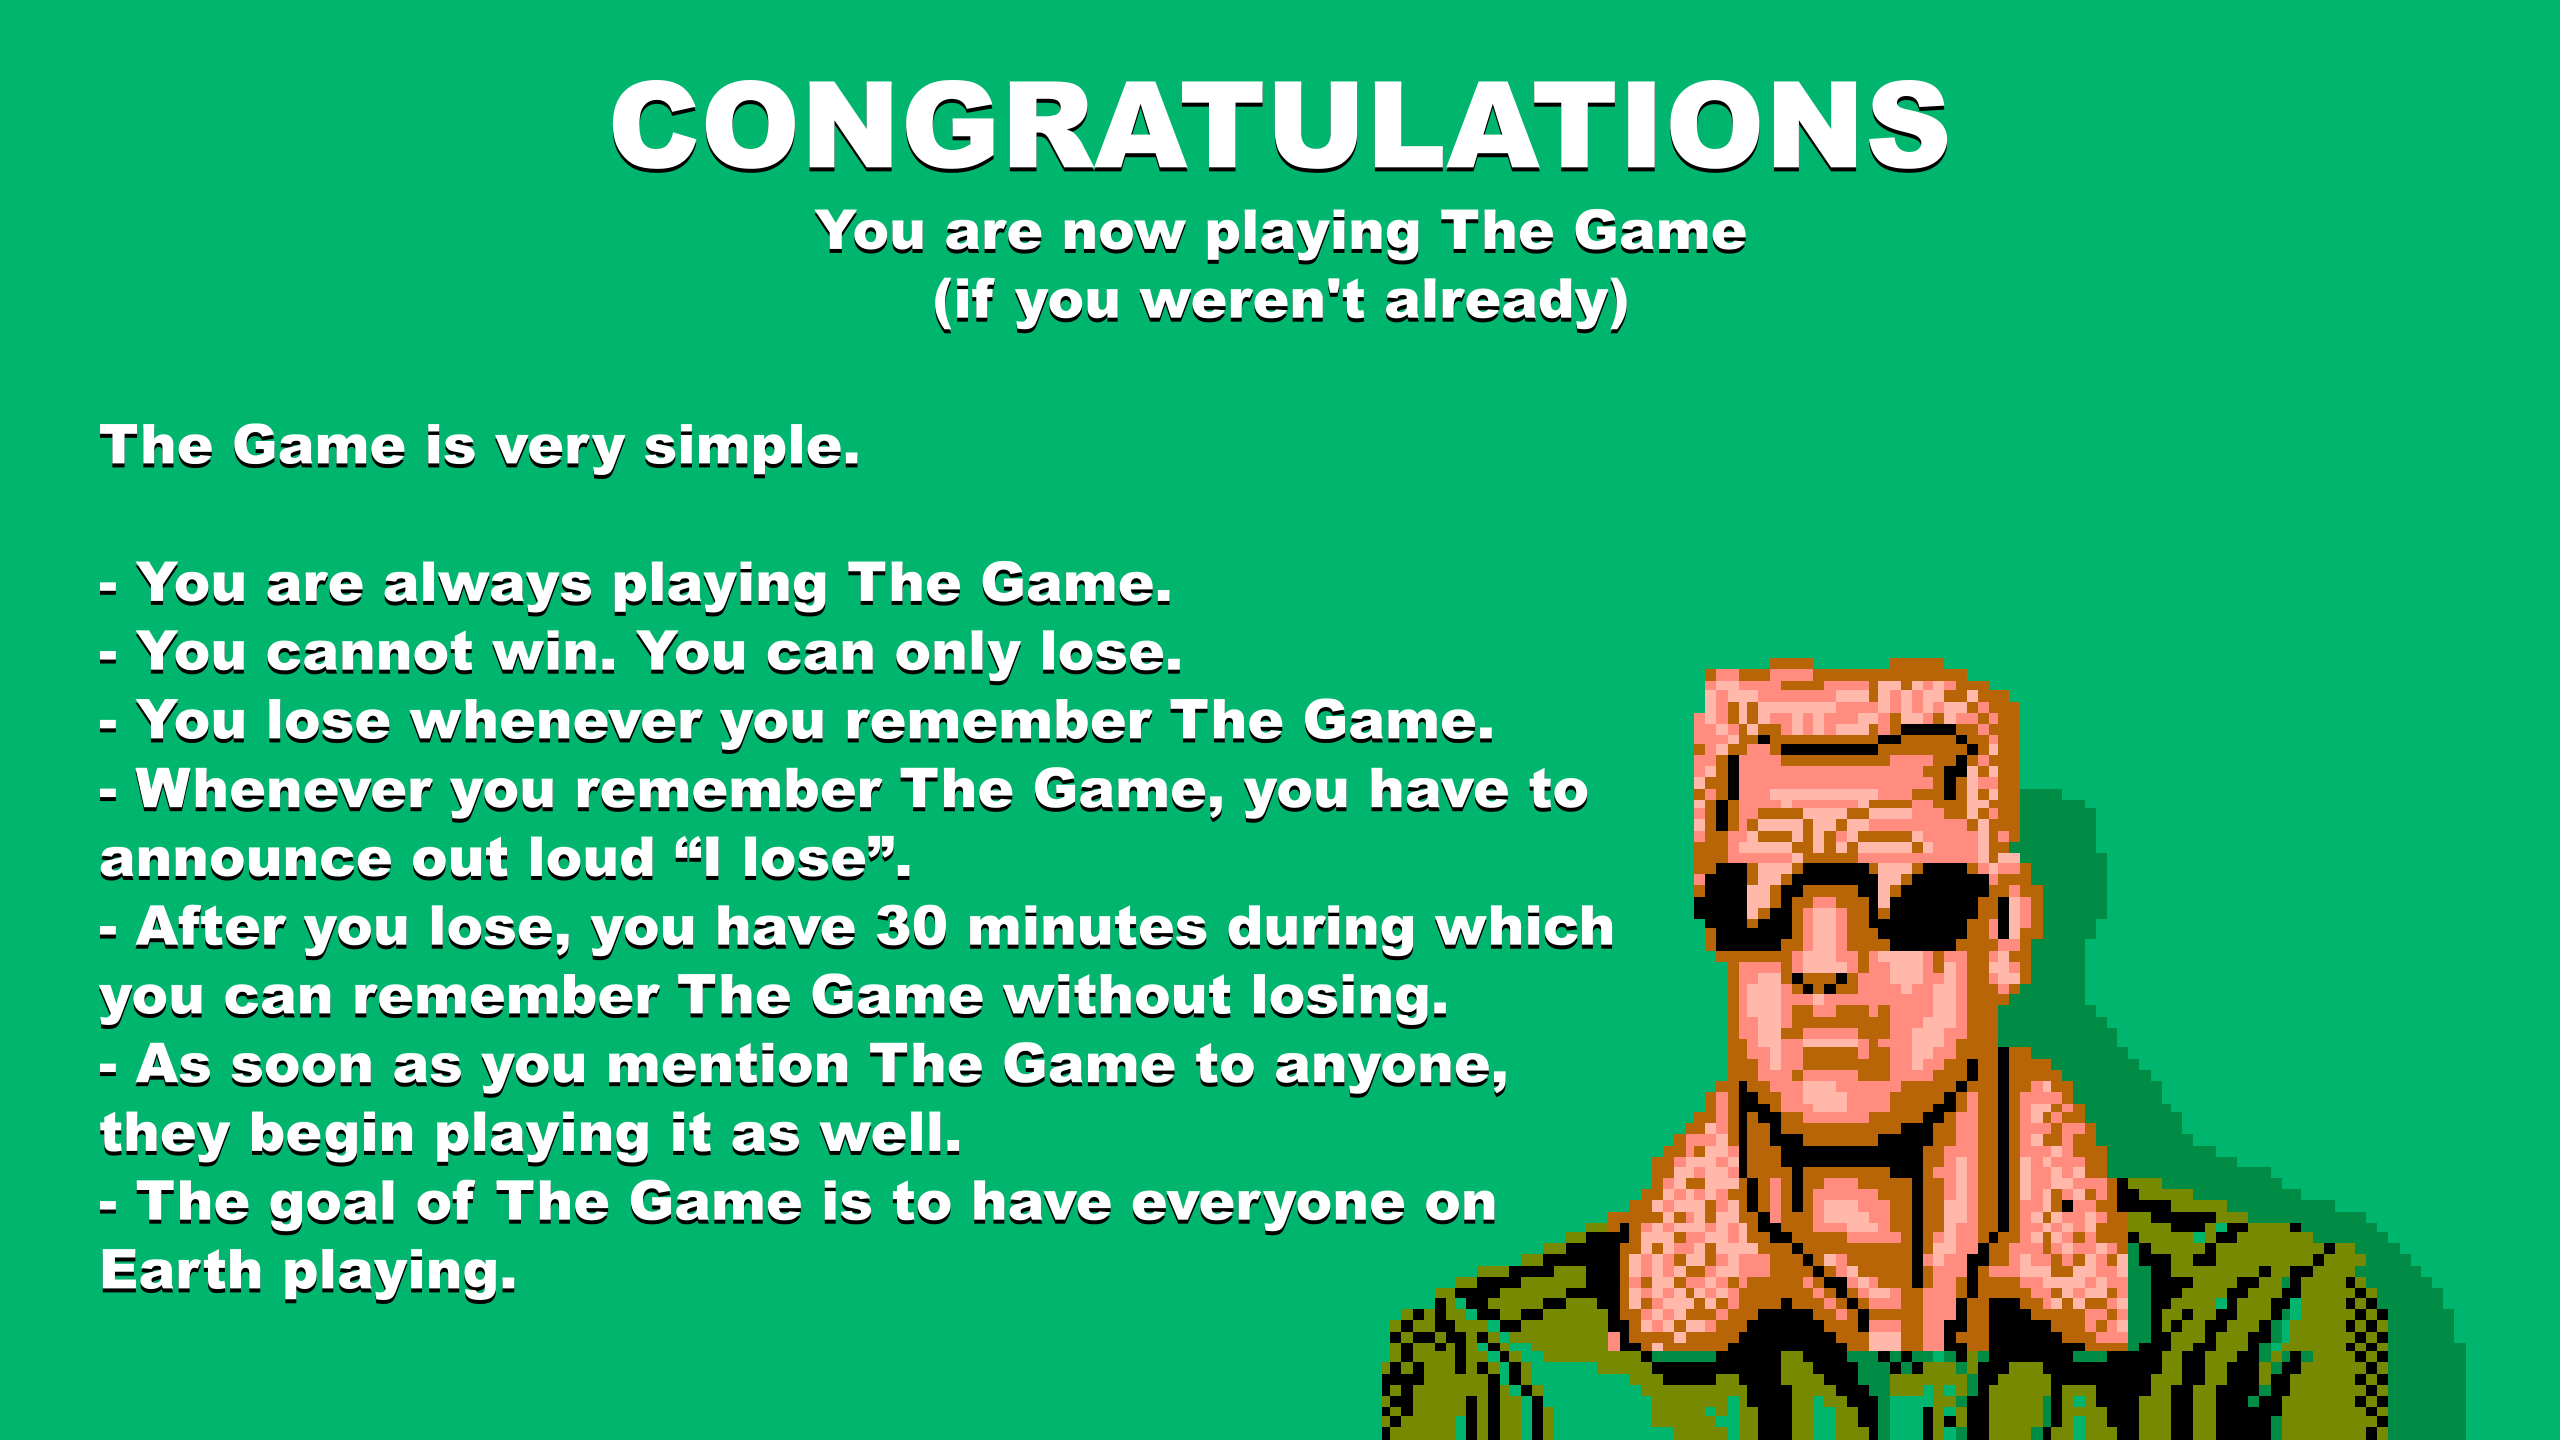 CONGRATULATIONS
You are now playing The Game
(if you weren't already)
The Game is very simple.
- You are always playing The Game.
- You cannot win. You can only lose.
- You lose whenever you remember The Game.
- Whenever you remember The Game, you have to
announce out loud “I lose”.
- After you lose, you have 30 minutes during which
you can remember The Game without losing.
- As soon as you mention The Game to anyone,
they begin playing it as well.
- The goal of The Game is to have everyone on
Earth playing.